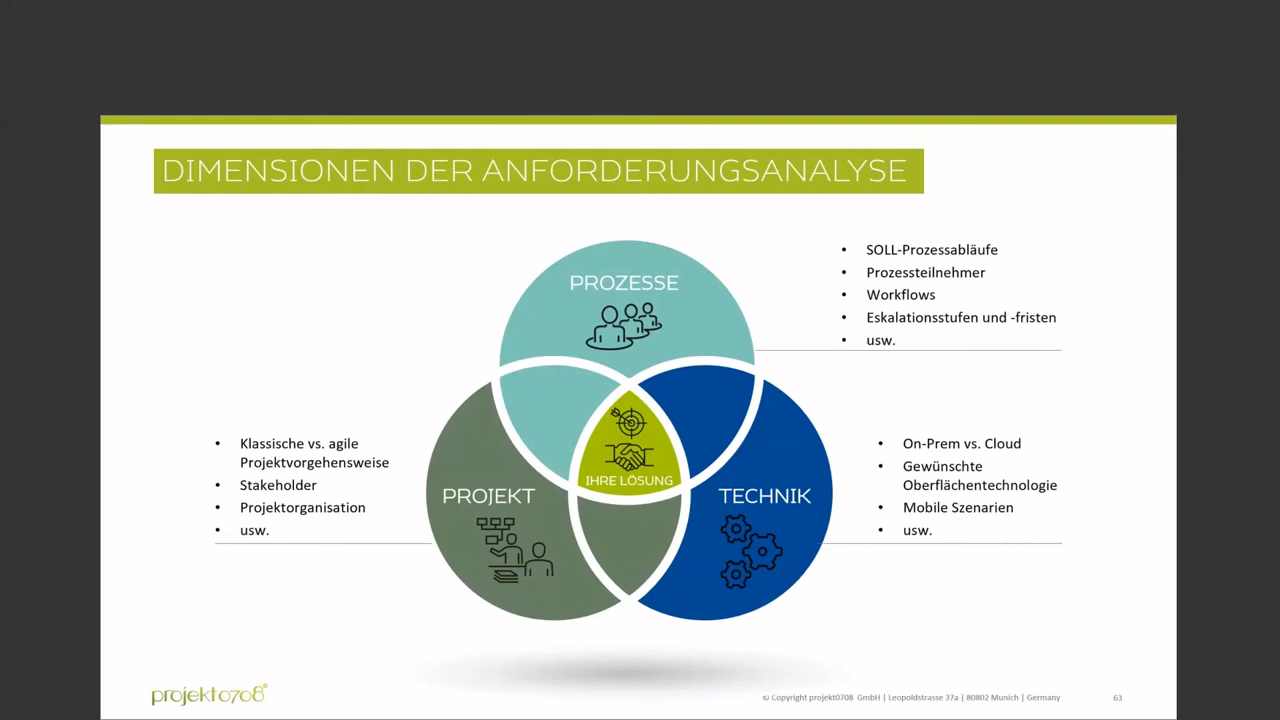 DIMENSIONEN DER ANFORDERUNGSANALYSE
PROZESSE
• SOLL-Prozessabläufe
• Prozessteilnehmer
• Workflows
• Eskalationsstufen und -fristen
• usw.
• Klassische vs. agile
Projektvorgehensweise
• Stakeholder
• Projektorganisation
• usw.
PROJEKT
IHRE LÖSUNG
TECHNIK
• On-Prem vs. Cloud
• Gewünschte
Oberflächentechnologie
• Mobile Szenarien
• usw.
projekt0708®
© Copyright projekt0708 GmbH | Leopoldstrasse 37a | 80802 Munich | Germany
63